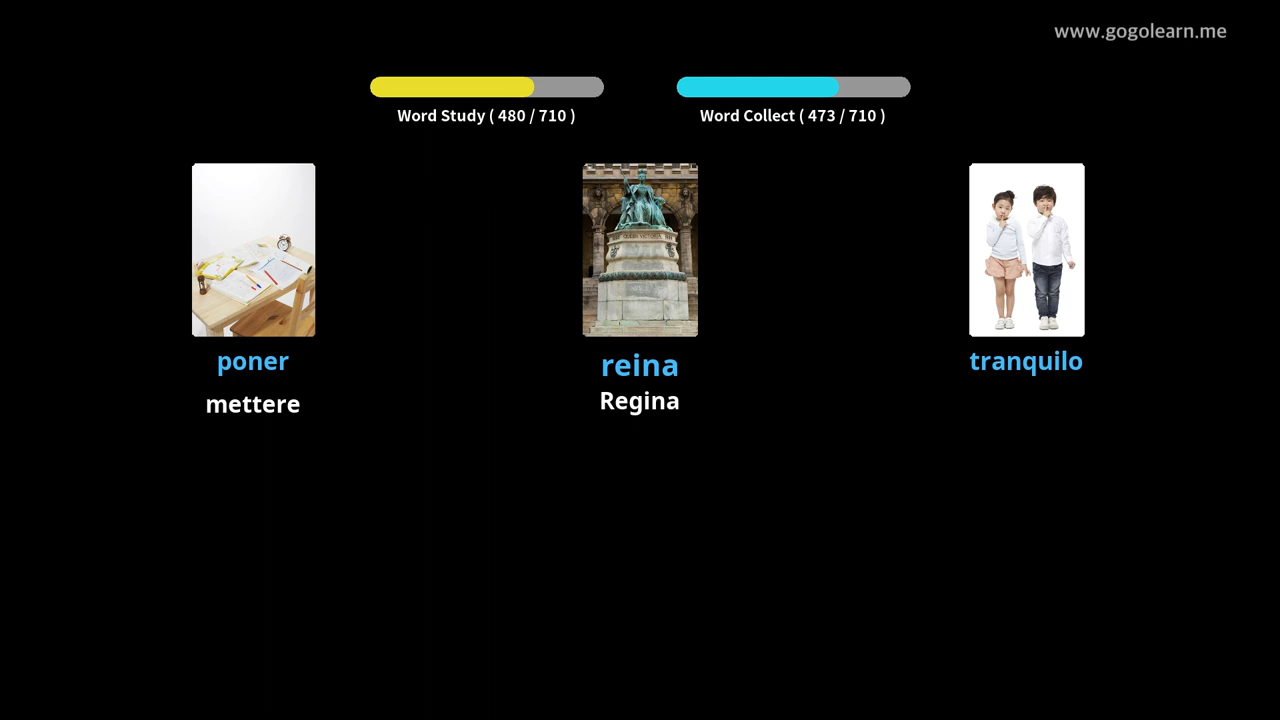 www.gogolearn.me
Word Study ( 480 / 710 )
Word Collect ( 473 / 710 )
poner
mettere
reina
Regina
tranquilo